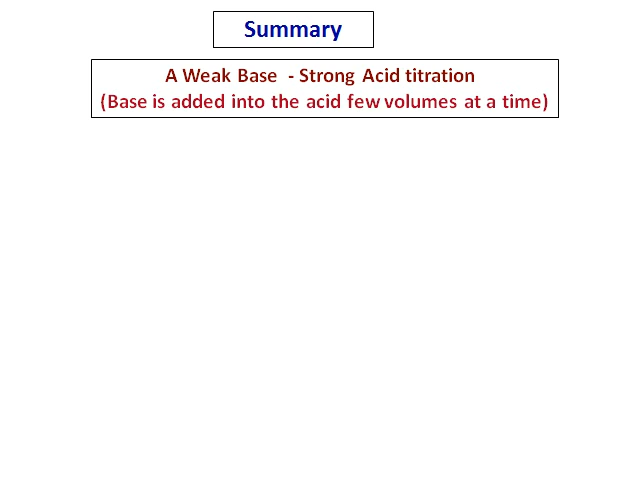 Summary
A Weak Base - Strong Acid titration
(Base is added into the acid few volumes at a time)